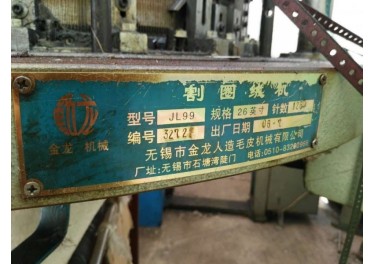 割圈绒机
型号 JL99 规格 26英寸 针数
编号 出厂日期
金龙 机械
无锡市金龙人造毛皮机械有限公司
厂址:无锡市石塘湾陡门 电话:0510-83